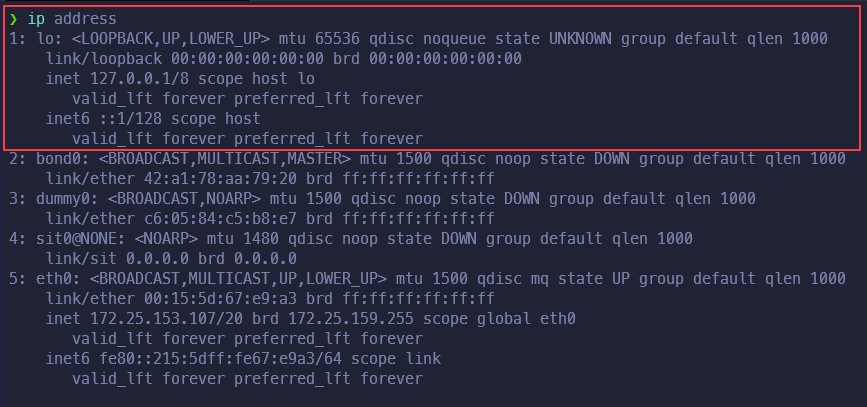 ❯ ip address
1: lo: <LOOPBACK,UP,LOWER_UP> mtu 65536 qdisc noqueue state UNKNOWN group default qlen 1000
link/loopback 00:00:00:00:00:00 brd 00:00:00:00:00:00
inet 127.0.0.1/8 scope host lo
valid_lft forever preferred_lft forever
inet6 ::1/128 scope host
valid_lft forever preferred_lft forever
2: bond0: <BROADCAST,MULTICAST,MASTER> mtu 1500 qdisc noop state DOWN group default qlen 1000
link/ether 42:a1:78:aa:79:20 brd ff:ff:ff:ff:ff:ff
3: dummy0: <BROADCAST,NOARP> mtu 1500 qdisc noop state DOWN group default qlen 1000
link/ether c6:05:84:c5:b8:e7 brd ff:ff:ff:ff:ff:ff
4: sit0@NONE: <NOARP> mtu 1480 qdisc noop state DOWN group default qlen 1000
link/sit 0.0.0.0 brd 0.0.0.0
5: eth0: <BROADCAST,MULTICAST,UP,LOWER_UP> mtu 1500 qdisc mq state UP group default qlen 1000
link/ether 00:15:5d:67:e9:a3 brd ff:ff:ff:ff:ff:ff
inet 172.25.153.107/20 brd 172.25.159.255 scope global eth0
valid_lft forever preferred_lft forever
inet6 fe80::215:5dff:fe67:e9a3/64 scope link
valid_lft forever preferred_lft forever